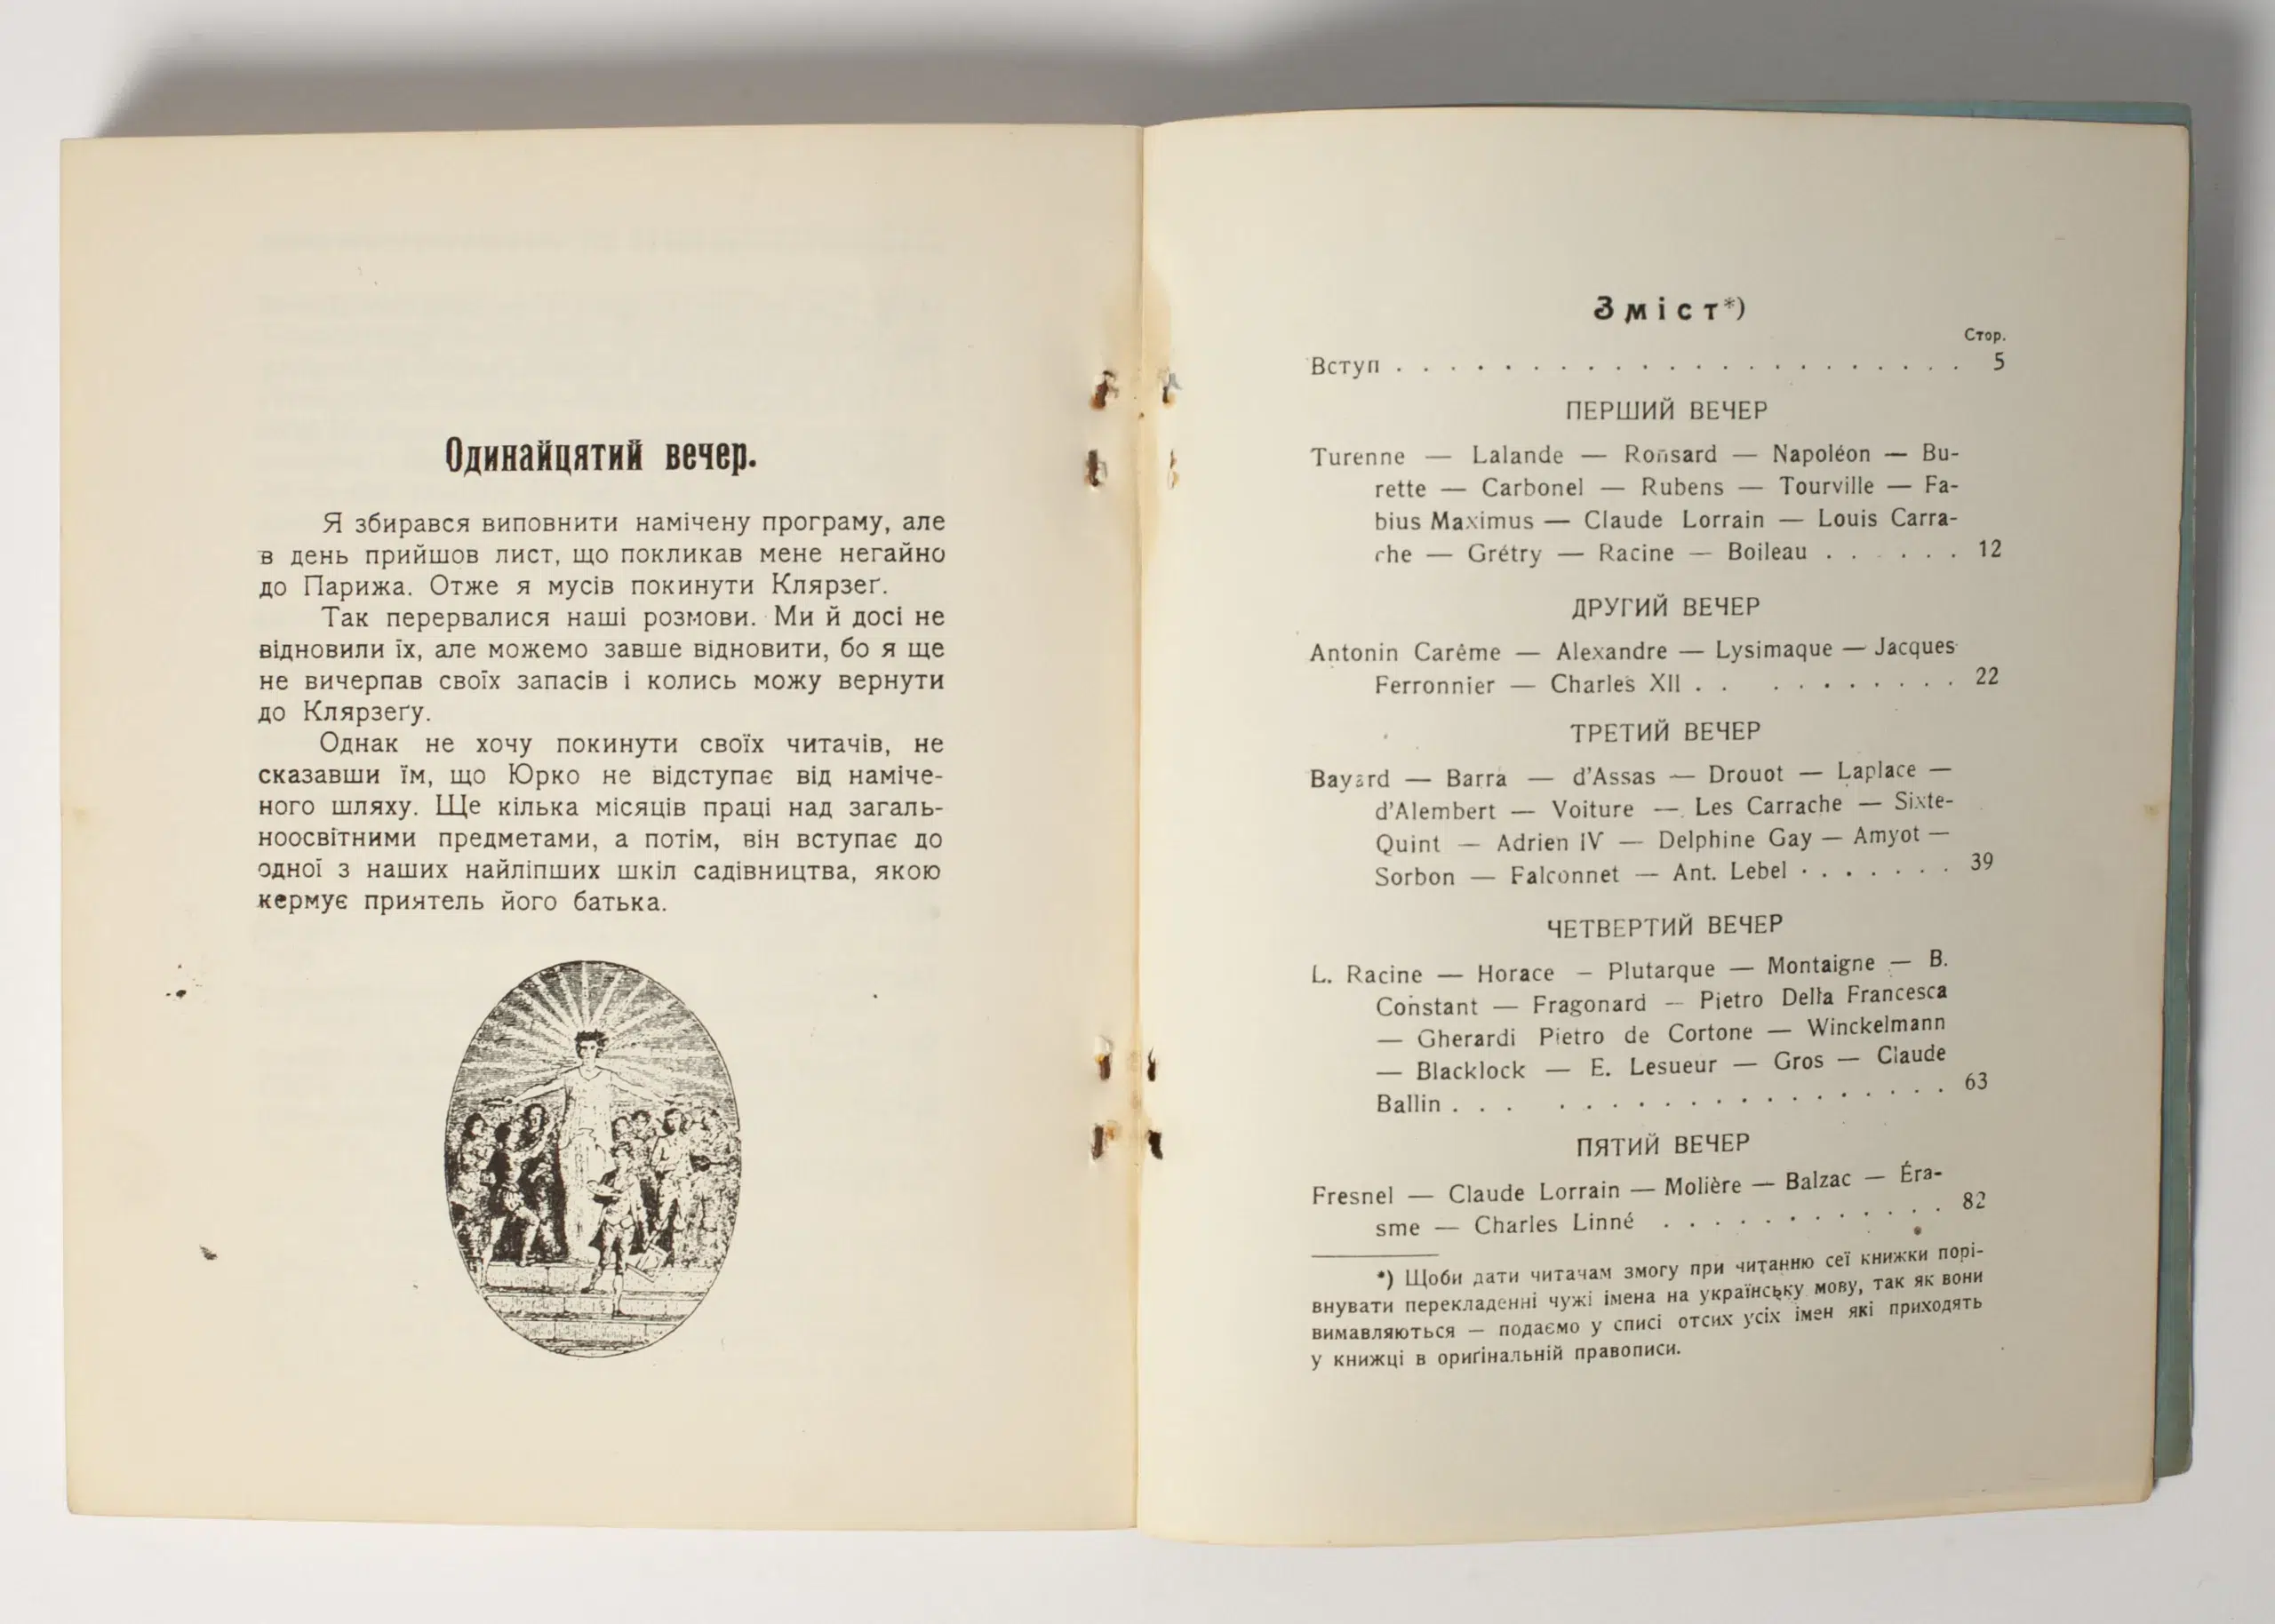 Одинайцятий вечер.
Я збирався виповнити намічену програму, але
в день прийшов лист, що покликав мене негайно
до Парижа. Отже я мусів покинути Клярзеґ.
Так перервалися наші розмови. Ми й досі не
відновили їх, але можемо завше відновити, бо я ще
не вичерпав своїх запасів і колись можу вернути
до Клярзеґу.
Однак не хочу покинути своїх читачів, не
сказавши їм, що Юрко не відступає від наміче-
ного шляху. Ще кілька місяців праці над загаль-
ноосвітними предметами, а потім, він вступає до
одної з наших найліпших шкіл садівництва, якою
кермує приятель його батька.
Зміст*)
Стор.
Вступ . . . . . . . . . . . . . . . . . . . . . 5
ПЕРШИЙ ВЕЧЕР
Turenne — Lalande — Ronsard — Napoléon — Bu-
rette — Carbonel — Rubens — Tourville — Fa-
bius Maximus — Claude Lorrain — Louis Carra-
che — Grétry — Racine — Boileau . . . . . . 12
ДРУГИЙ ВЕЧЕР
Antonin Carême — Alexandre — Lysimaque — Jacques
Ferronnier — Charles XII . . . . . . . . . . 22
ТРЕТИЙ ВЕЧЕР
Bayard — Barra — d'Assas — Drouot — Laplace —
d'Alembert — Voiture — Les Carrache — Sixte-
Quint — Adrien IV — Delphine Gay — Amyot —
Sorbon — Falconnet — Ant. Lebel . . . . . . . 39
ЧЕТВЕРТИЙ ВЕЧЕР
L. Racine — Horace — Plutarque — Montaigne — B.
Constant — Fragonard — Pietro Della Francesca
— Gherardi Pietro de Cortone — Winckelmann
— Blacklock — E. Lesueur — Gros — Claude
Ballin . . . . . . . . . . . . . . . . . . 63
ПЯТИЙ ВЕЧЕР
Fresnel — Claude Lorrain — Molière — Balzac — Éra-
sme — Charles Linné . . . . . . . . . . . . 82
*) Щоби дати читачам змогу при читанню сеї книжки порі-
внувати перекладенні чужі імена на українську мову, так як вони
вимавляються — подаємо у списі отсих усіх імен які приходять
у книжці в ориґінальній правописи.